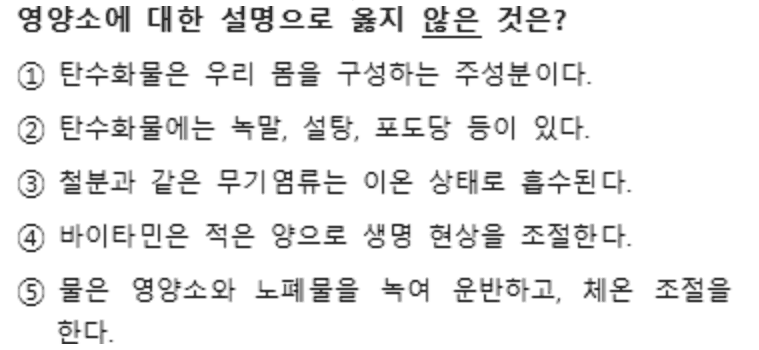 영양소에 대한 설명으로 옳지 않은 것은?
① 탄수화물은 우리 몸을 구성하는 주성분이다.
② 탄수화물에는 녹말, 설탕, 포도당 등이 있다.
③ 철분과 같은 무기염류는 이온 상태로 흡수된다.
④ 바이타민은 적은 양으로 생명 현상을 조절한다.
⑤ 물은 영양소와 노폐물을 녹여 운반하고, 체온 조절을
한다.